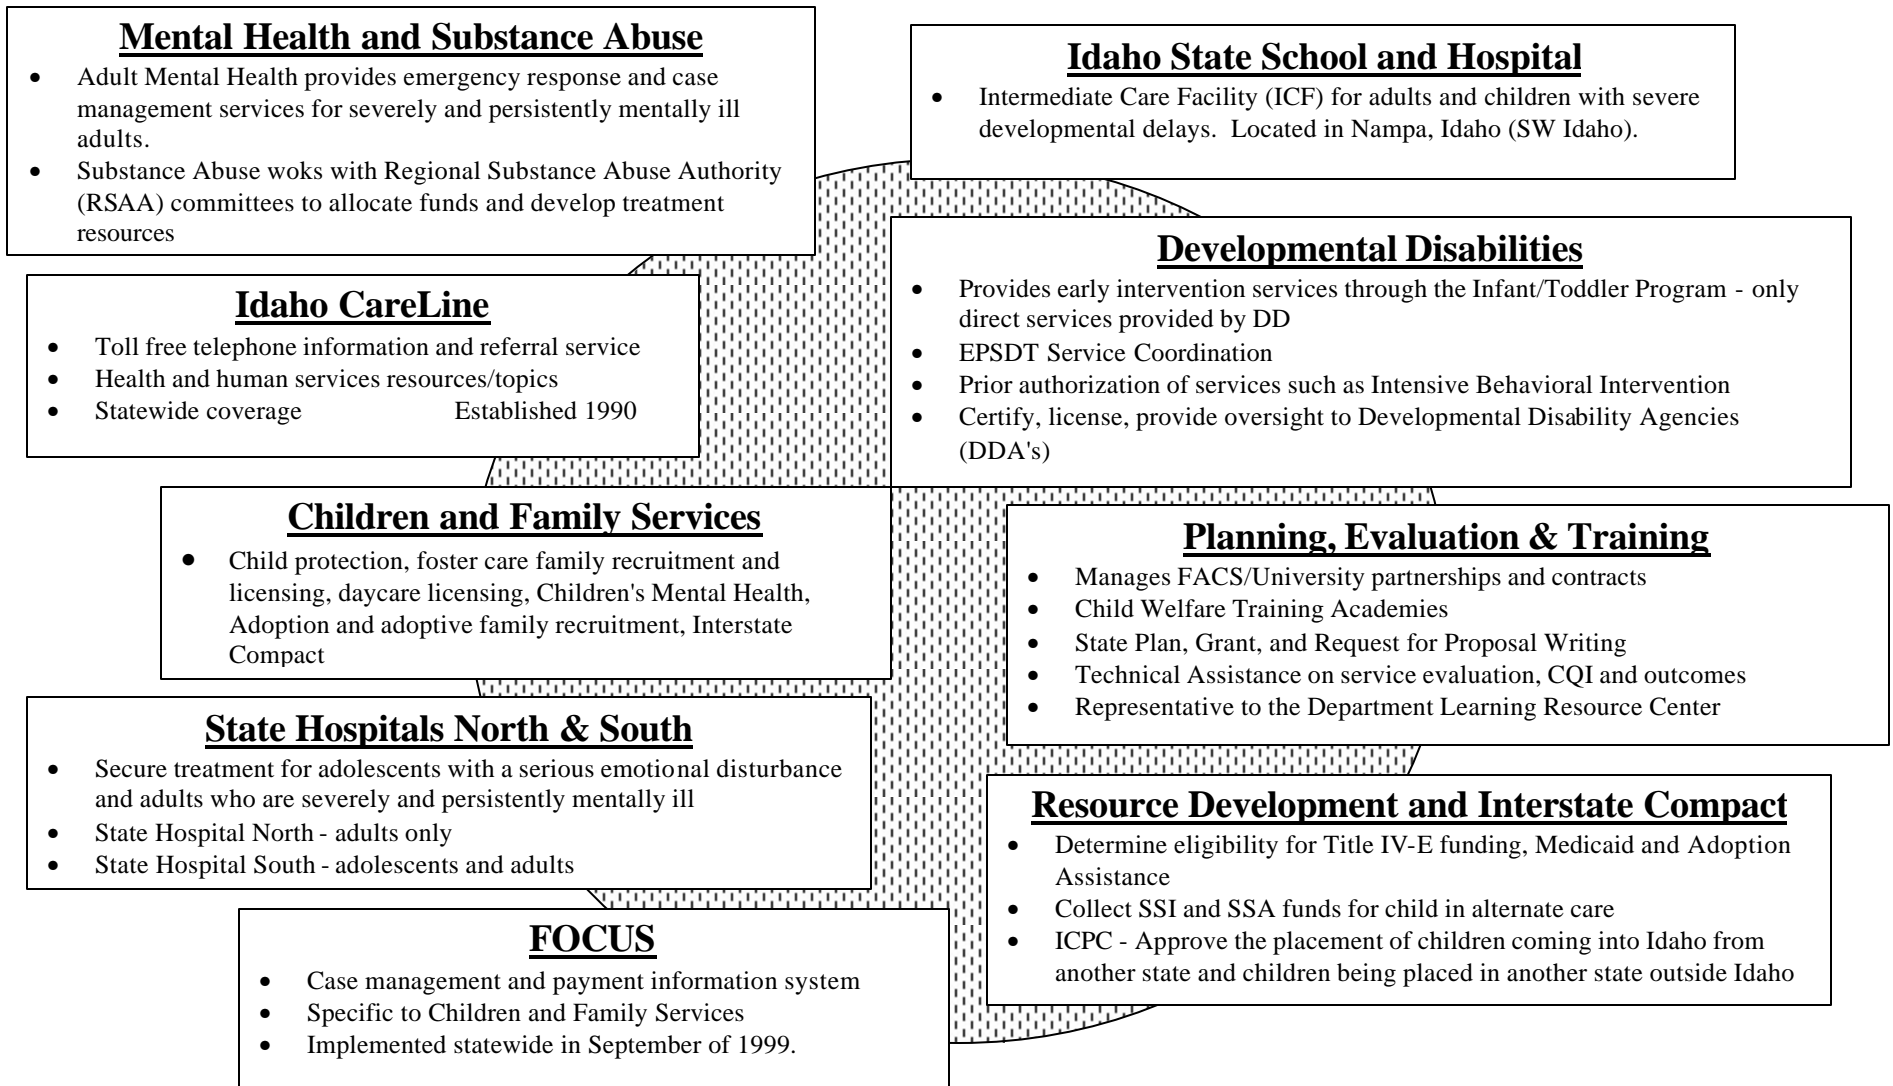 Mental Health and Substance Abuse
• Adult Mental Health provides emergency response and case
management services for severely and persistently mentally ill
adults.
• Substance Abuse woks with Regional Substance Abuse Authority
(RSAA) committees to allocate funds and develop treatment
resources
Idaho State School and Hospital
• Intermediate Care Facility (ICF) for adults and children with severe
developmental delays. Located in Nampa, Idaho (SW Idaho).
Idaho CareLine
• Toll free telephone information and referral service
• Health and human services resources/topics
• Statewide coverage Established 1990
Developmental Disabilities
• Provides early intervention services through the Infant/Toddler Program - only
direct services provided by DD
• EPSDT Service Coordination
• Prior authorization of services such as Intensive Behavioral Intervention
• Certify, license, provide oversight to Developmental Disability Agencies
(DDA's)
Children and Family Services
• Child protection, foster care family recruitment and
licensing, daycare licensing, Children's Mental Health,
Adoption and adoptive family recruitment, Interstate
Compact
Planning, Evaluation & Training
• Manages FACS/University partnerships and contracts
• Child Welfare Training Academies
• State Plan, Grant, and Request for Proposal Writing
• Technical Assistance on service evaluation, CQI and outcomes
• Representative to the Department Learning Resource Center
State Hospitals North & South
• Secure treatment for adolescents with a serious emotional disturbance
and adults who are severely and persistently mentally ill
• State Hospital North - adults only
• State Hospital South - adolescents and adults
Resource Development and Interstate Compact
• Determine eligibility for Title IV-E funding, Medicaid and Adoption
Assistance
• Collect SSI and SSA funds for child in alternate care
• ICPC - Approve the placement of children coming into Idaho from
another state and children being placed in another state outside Idaho
FOCUS
• Case management and payment information system
• Specific to Children and Family Services
• Implemented statewide in September of 1999.